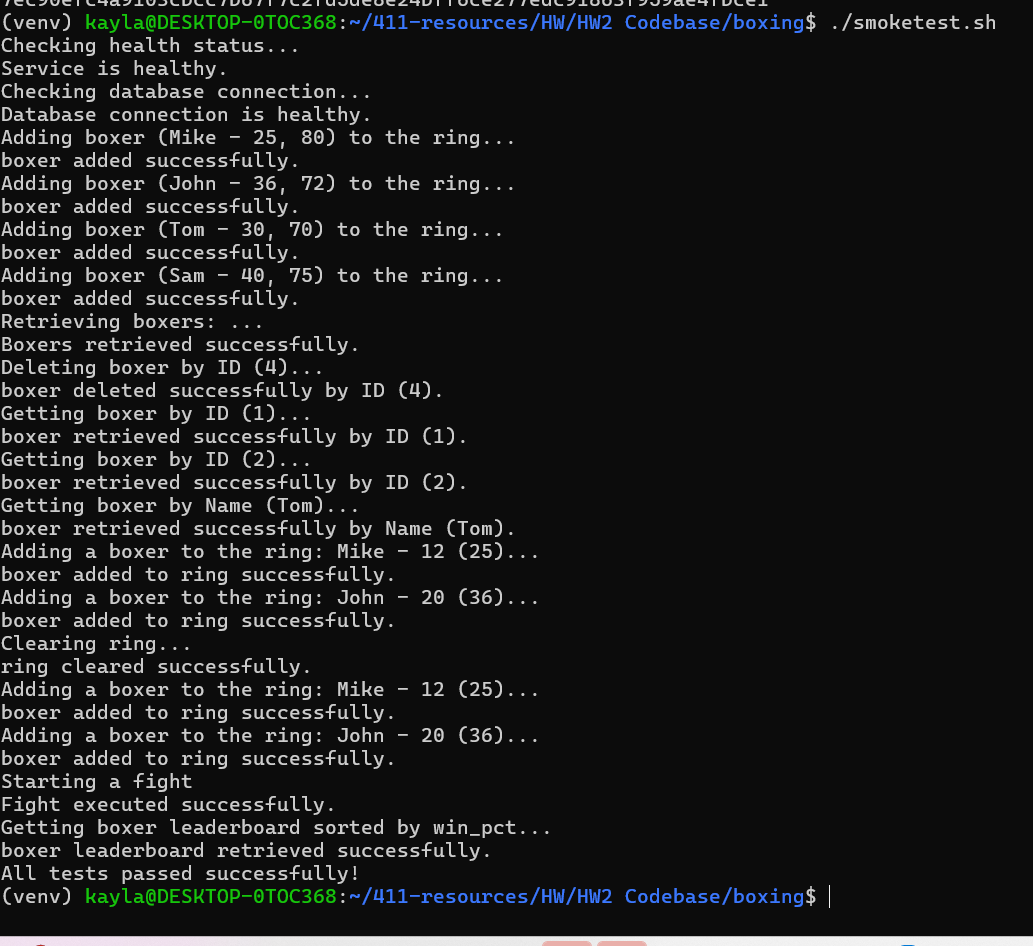 (venv) kayla@DESKTOP-0TOC368:~/411-resources/HW/HW2 Codebase/boxing$ ./smoketest.sh
Checking health status...
Service is healthy.
Checking database connection...
Database connection is healthy.
Adding boxer (Mike - 25, 80) to the ring...
boxer added successfully.
Adding boxer (John - 36, 72) to the ring...
boxer added successfully.
Adding boxer (Tom - 30, 70) to the ring...
boxer added successfully.
Adding boxer (Sam - 40, 75) to the ring...
boxer added successfully.
Retrieving boxers: ...
Boxers retrieved successfully.
Deleting boxer by ID (4)...
boxer deleted successfully by ID (4).
Getting boxer by ID (1)...
boxer retrieved successfully by ID (1).
Getting boxer by ID (2)...
boxer retrieved successfully by ID (2).
Getting boxer by Name (Tom)...
boxer retrieved successfully by Name (Tom).
Adding a boxer to the ring: Mike - 12 (25)...
boxer added to ring successfully.
Adding a boxer to the ring: John - 20 (36)...
boxer added to ring successfully.
Clearing ring...
ring cleared successfully.
Adding a boxer to the ring: Mike - 12 (25)...
boxer added to ring successfully.
Adding a boxer to the ring: John - 20 (36)...
boxer added to ring successfully.
Starting a fight
Fight executed successfully.
Getting boxer leaderboard sorted by win_pct...
boxer leaderboard retrieved successfully.
All tests passed successfully!
(venv) kayla@DESKTOP-0TOC368:~/411-resources/HW/HW2 Codebase/boxing$